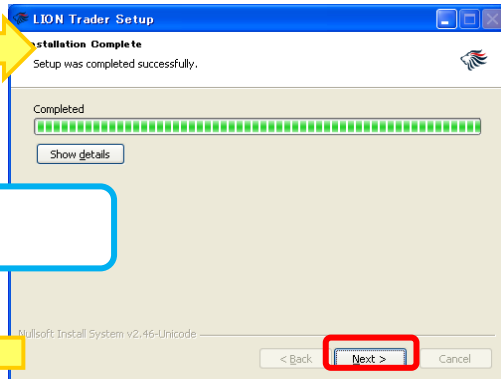 LION Trader Setup
Installation Complete
Setup was completed successfully.
Completed
Show details
Nullsoft Install System v2.46-Unicode
< Back
Next >
Cancel